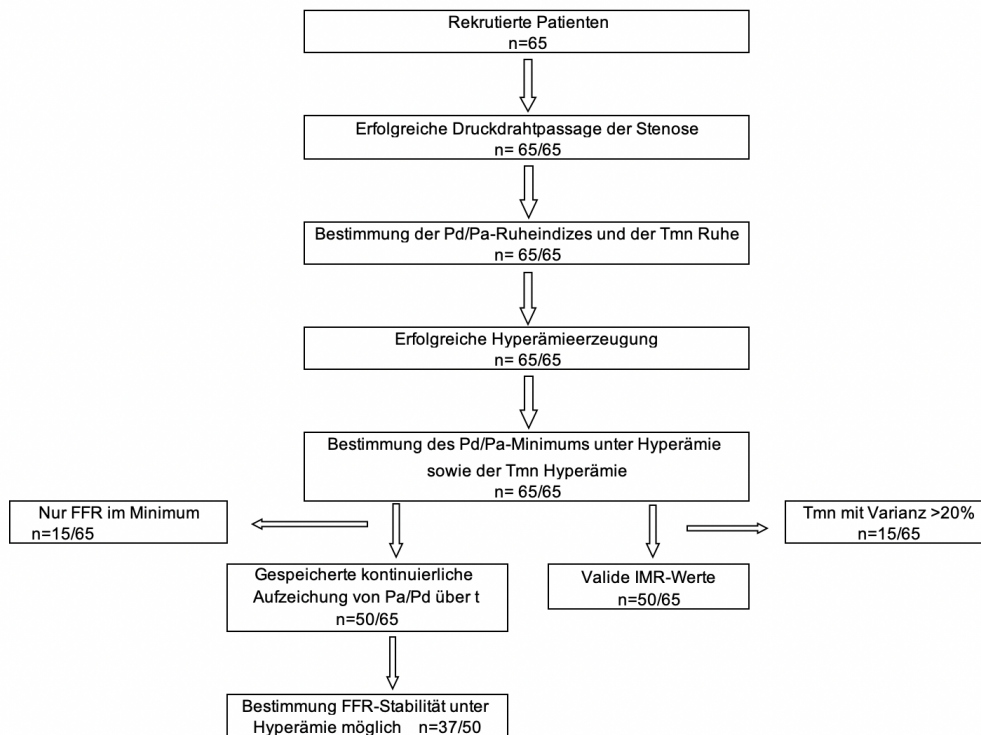 Rekrutierte Patienten
n=65
Erfolgreiche Druckdrahtpassage der Stenose
n= 65/65
Bestimmung der Pd/Pa-Ruheindizes und der Tmn Ruhe
n= 65/65
Erfolgreiche Hyperämieerzeugung
n= 65/65
Bestimmung des Pd/Pa-Minimums unter Hyperämie
sowie der Tmn Hyperämie
n= 65/65
Nur FFR im Minimum
n=15/65
Tmn mit Varianz >20%
n=15/65
Gespeicherte kontinuierliche
Aufzeichung von Pa/Pd über t
n=50/65
Valide IMR-Werte
n=50/65
Bestimmung FFR-Stabilität unter
Hyperämie möglich n=37/50